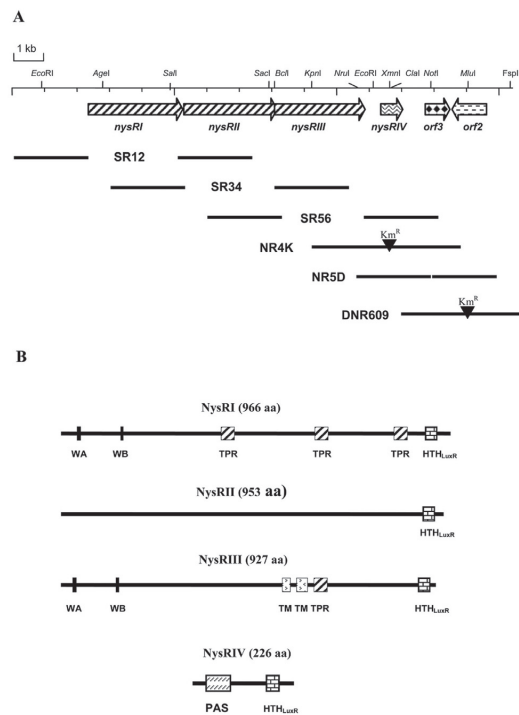 A
1 kb
EcoRI AgeI SalI SacI BclI KpnI NruI EcoRI XmnI ClaI NotI MluI FspI
nysRI nysRII nysRIII nysRIV orf3 orf2
SR12
SR34
SR56
KmR
NR4K
NR5D
KmR
DNR609
B
NysRI (966 aa)
WA WB TPR TPR TPR HTHLuxR
NysRII (953 aa)
HTHLuxR
NysRIII (927 aa)
WA WB TM TM TPR HTHLuxR
NysRIV (226 aa)
PAS HTHLuxR